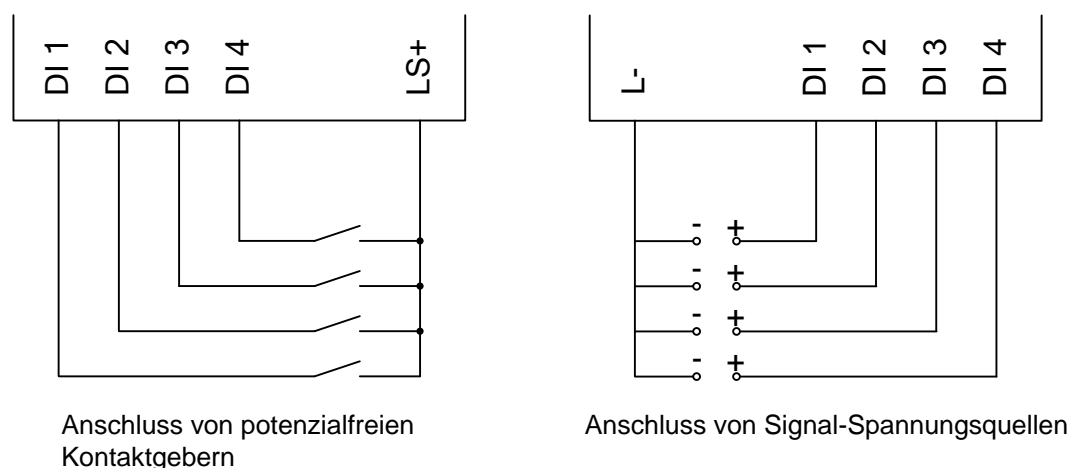 DI 1
DI 2
DI 3
DI 4
LS+
L-
DI 1
DI 2
DI 3
DI 4
- +
- +
- +
- +
Anschluss von potenzialfreien
Kontaktgebern
Anschluss von Signal-Spannungsquellen